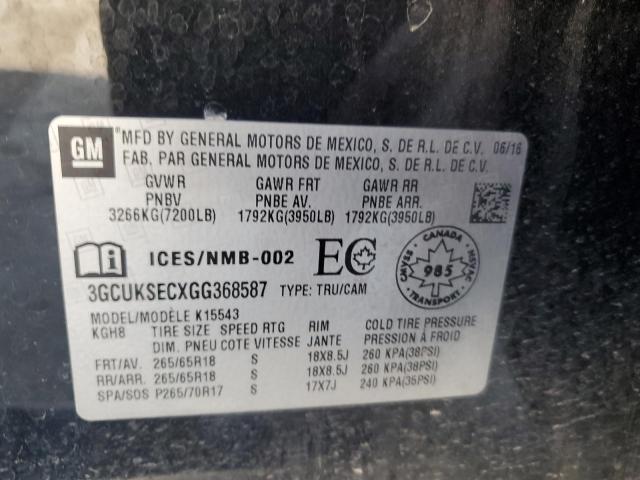 GM
MFD BY GENERAL MOTORS DE MEXICO, S. DE R.L. DE C.V. 06/16
FAB. PAR GENERAL MOTORS DE MEXICO, S. DE R.L. DE C.V.
GVWR GAWR FRT GAWR RR
PNBV PNBE AV. PNBE ARR.
3266KG(7200LB) 1792KG(3950LB) 1792KG(3950LB)
ICES/NMB-002 EC
CANADA
CMVSS 985 NSVAC
TRANSPORT
3GCUKSECXGG368587 TYPE: TRU/CAM
MODEL/MODÈLE K15543
KGH8 TIRE SIZE SPEED RTG RIM COLD TIRE PRESSURE
DIM. PNEU COTE VITESSE JANTE PRESSION À FROID
FRT/AV. 265/65R18 S 18X8.5J 260 KPA(38PSI)
RR/ARR. 265/65R18 S 18X8.5J 260 KPA(38PSI)
SPA/SOS P265/70R17 S 17X7J 240 KPA(35PSI)